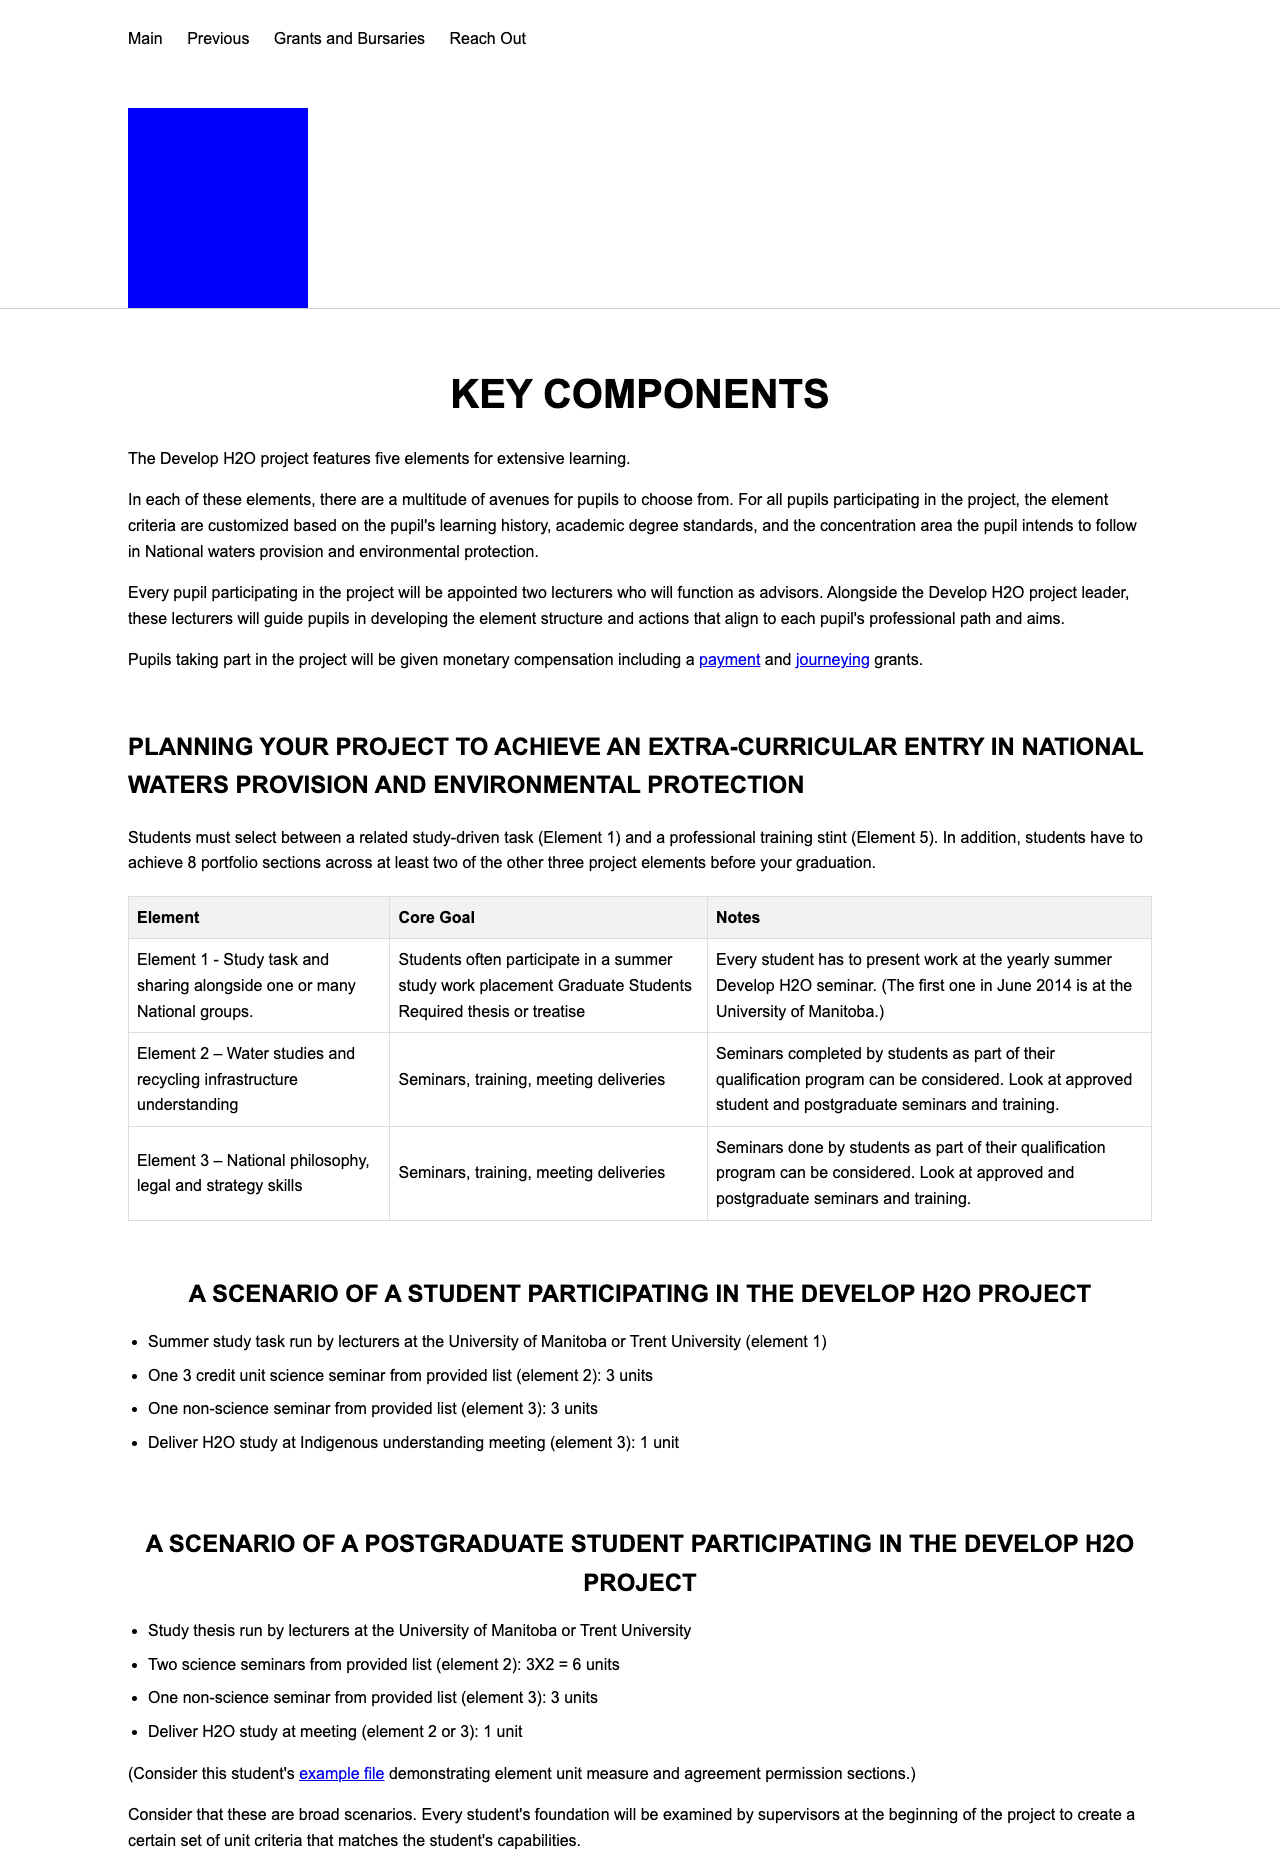 Main Previous Grants and Bursaries Reach Out
KEY COMPONENTS
The Develop H2O project features five elements for extensive learning.
In each of these elements, there are a multitude of avenues for pupils to choose from. For all pupils participating in the project, the element
criteria are customized based on the pupil's learning history, academic degree standards, and the concentration area the pupil intends to follow
in National waters provision and environmental protection.
Every pupil participating in the project will be appointed two lecturers who will function as advisors. Alongside the Develop H2O project leader,
these lecturers will guide pupils in developing the element structure and actions that align to each pupil's professional path and aims.
Pupils taking part in the project will be given monetary compensation including a payment and journeying grants.
PLANNING YOUR PROJECT TO ACHIEVE AN EXTRA-CURRICULAR ENTRY IN NATIONAL
WATERS PROVISION AND ENVIRONMENTAL PROTECTION
Students must select between a related study-driven task (Element 1) and a professional training stint (Element 5). In addition, students have to
achieve 8 portfolio sections across at least two of the other three project elements before your graduation.
Element
Core Goal
Notes
Element 1 - Study task and
sharing alongside one or many
National groups.
Students often participate in a summer
study work placement Graduate Students
Required thesis or treatise
Every student has to present work at the yearly summer
Develop H2O seminar. (The first one in June 2014 is at the
University of Manitoba.)
Element 2 – Water studies and
recycling infrastructure
understanding
Seminars, training, meeting deliveries
Seminars completed by students as part of their
qualification program can be considered. Look at approved
student and postgraduate seminars and training.
Element 3 – National philosophy,
legal and strategy skills
Seminars, training, meeting deliveries
Seminars done by students as part of their qualification
program can be considered. Look at approved and
postgraduate seminars and training.
A SCENARIO OF A STUDENT PARTICIPATING IN THE DEVELOP H2O PROJECT
• Summer study task run by lecturers at the University of Manitoba or Trent University (element 1)
• One 3 credit unit science seminar from provided list (element 2): 3 units
• One non-science seminar from provided list (element 3): 3 units
• Deliver H2O study at Indigenous understanding meeting (element 3): 1 unit
A SCENARIO OF A POSTGRADUATE STUDENT PARTICIPATING IN THE DEVELOP H2O
PROJECT
• Study thesis run by lecturers at the University of Manitoba or Trent University
• Two science seminars from provided list (element 2): 3X2 = 6 units
• One non-science seminar from provided list (element 3): 3 units
• Deliver H2O study at meeting (element 2 or 3): 1 unit
(Consider this student's example file demonstrating element unit measure and agreement permission sections.)
Consider that these are broad scenarios. Every student's foundation will be examined by supervisors at the beginning of the project to create a
certain set of unit criteria that matches the student's capabilities.